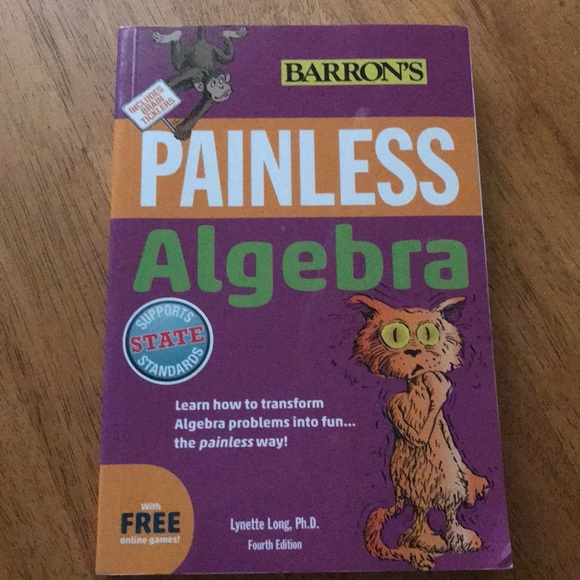 BARRON'S
INCLUDES
BRAIN
TICKLERS
PAINLESS
Algebra
SUPPORTS
STATE
STANDARDS
Learn how to transform
Algebra problems into fun...
the painless way!
With
FREE
online games!
Lynette Long, Ph.D.
Fourth Edition